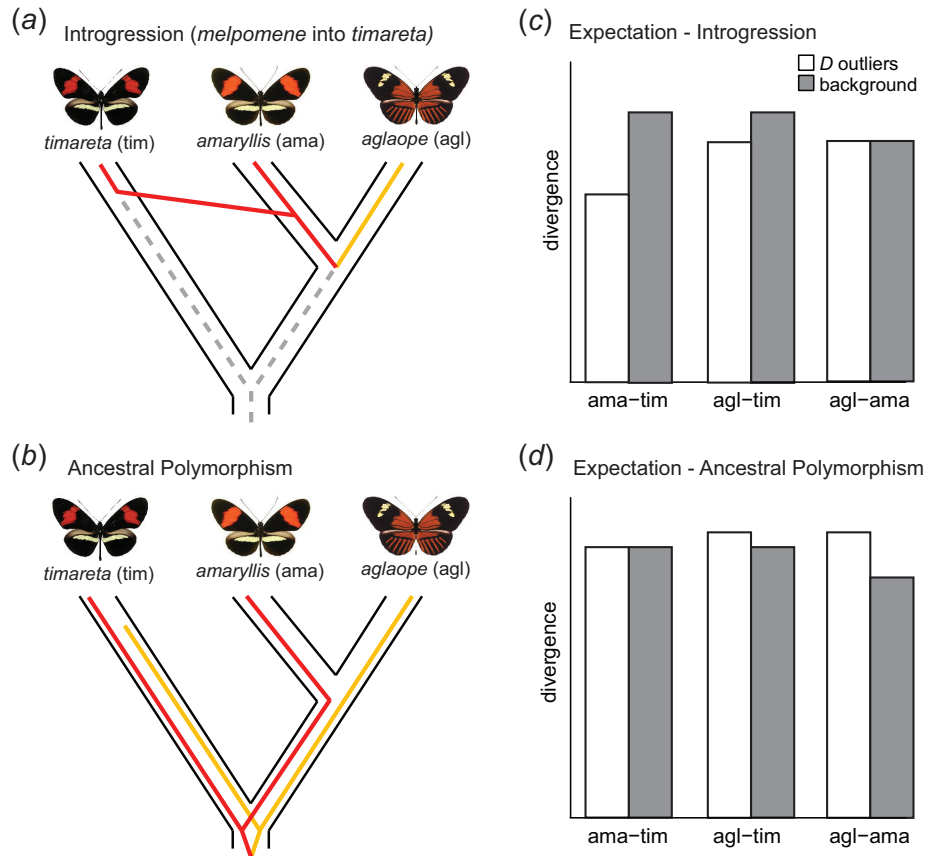 (a)
Introgression (melpomene into timareta)
timareta (tim)
amaryllis (ama)
aglaope (agl)
(b)
Ancestral Polymorphism
timareta (tim)
amaryllis (ama)
aglaope (agl)
(c)
Expectation - Introgression
D outliers
background
divergence
ama−tim
agl−tim
agl−ama
(d)
Expectation - Ancestral Polymorphism
divergence
ama−tim
agl−tim
agl−ama